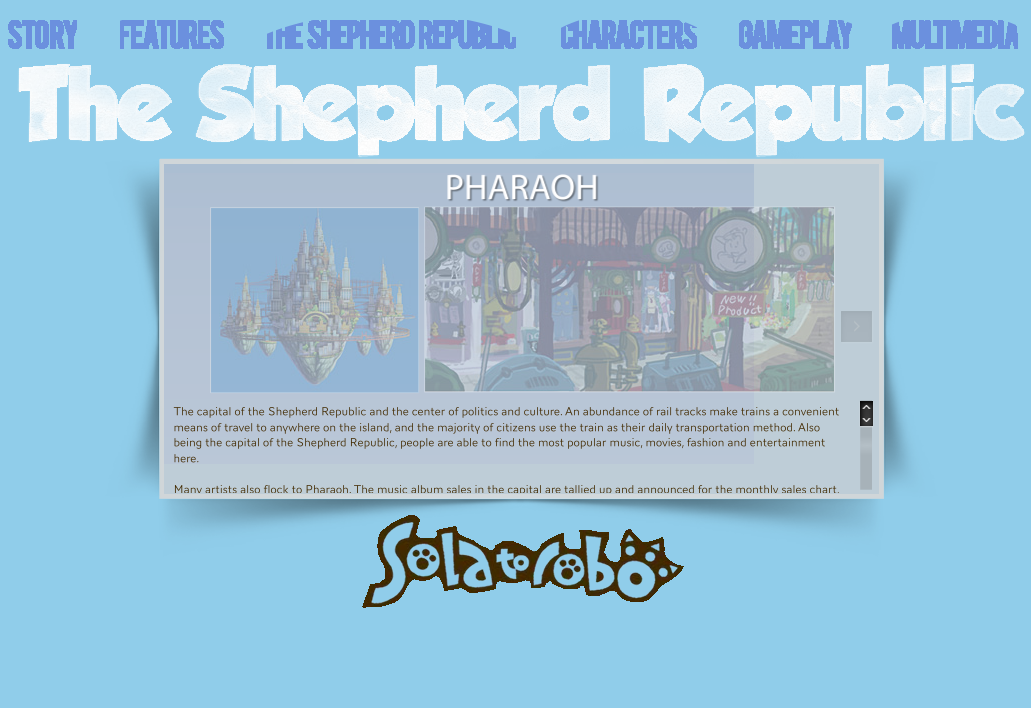 STORY FEATURES THE SHEPHERD REPUBLIC CHARACTERS GAMEPLAY MULTIMEDIA
The Shepherd Republic
PHARAOH
NEW!!
Product
The capital of the Shepherd Republic and the center of politics and culture. An abundance of rail tracks make trains a convenient
means of travel to anywhere on the island, and the majority of citizens use the train as their daily transportation method. Also
being the capital of the Shepherd Republic, people are able to find the most popular music, movies, fashion and entertainment
here.
Many artists also flock to Pharaoh. The music album sales in the capital are tallied up and announced for the monthly sales chart.
Solatorobo